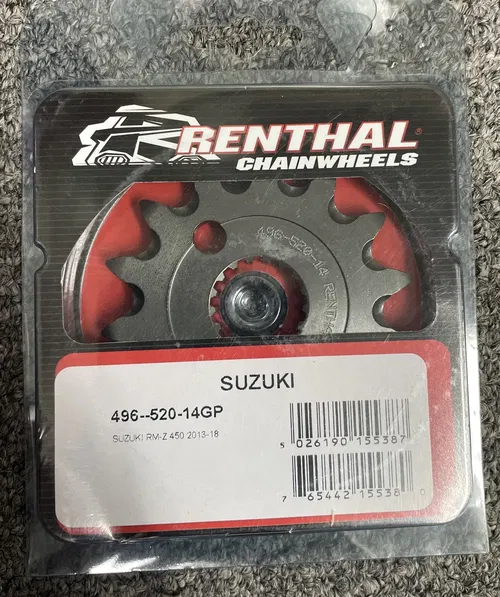 RENTHAL®
CHAINWHEELS
496-520-14 RENTHAL
SUZUKI
496--520-14GP
SUZUKI RM-Z 450 2013-18
5 026190 155387
7 65442 15538 0